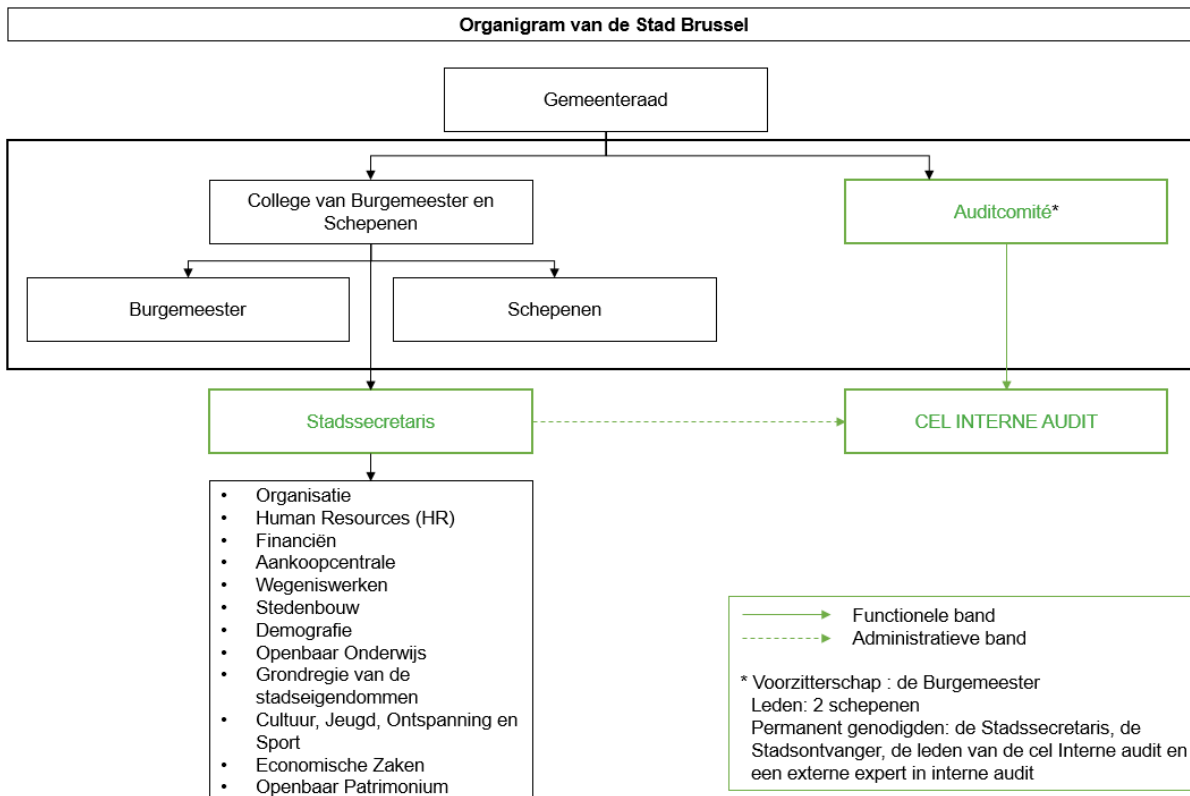 Organigram van de Stad Brussel
Gemeenteraad
College van Burgemeester en
Schepenen
Auditcomité*
Burgemeester
Schepenen
Stadssecretaris
CEL INTERNE AUDIT
• Organisatie
• Human Resources (HR)
• Financiën
• Aankoopcentrale
• Wegeniswerken
• Stedenbouw
• Demografie
• Openbaar Onderwijs
• Grondregie van de
stadseigendommen
• Cultuur, Jeugd, Ontspanning en
Sport
• Economische Zaken
• Openbaar Patrimonium
Functionele band
Administratieve band
* Voorzitterschap : de Burgemeester
Leden: 2 schepenen
Permanent genodigden: de Stadssecretaris, de
Stadsontvanger, de leden van de cel Interne audit en
een externe expert in interne audit